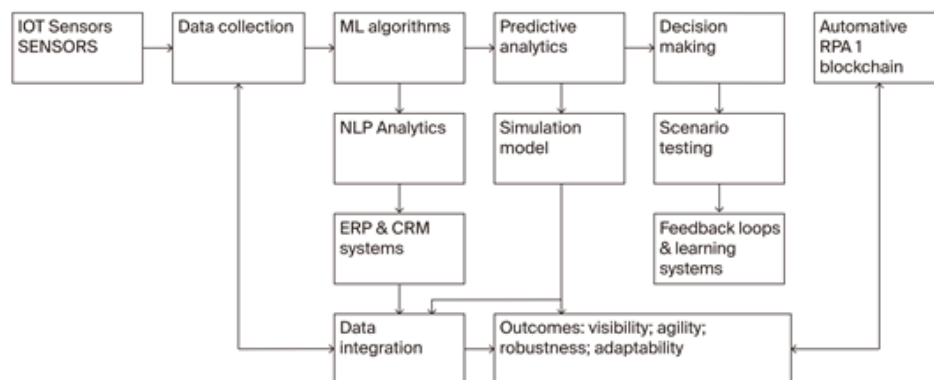 IOT Sensors
SENSORS
Data collection
ML algorithms
Predictive
analytics
Decision
making
Automative
RPA 1
blockchain
NLP Analytics
Simulation
model
Scenario
testing
ERP & CRM
systems
Feedback loops
& learning
systems
Data
integration
Outcomes: visibility; agility;
robustness; adaptability